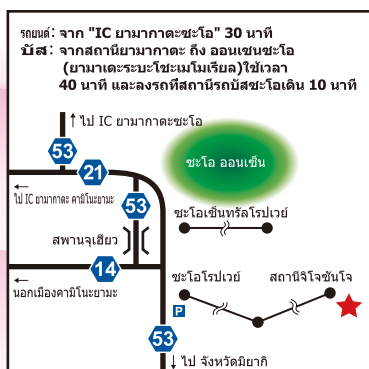 รถยนต์: จาก "IC ยามากาตะซะโอ" 30 นาที
บัส: จากสถานียามากาตะ ถึง ออนเซนซะโอ
(ยามาเดะระบะโชะเมโมเรียล)ใช้เวลา
40 นาที และลงรถที่สถานีรถบัสซะโอเดิน 10 นาที
↑ ไป IC ยามากาตะซะโอ
53
21
ซะโอ ออนเซ็น
←
ไป IC ยามากาตะ คามิโนะยามะ
53
ซะโอเซ็นทรัลโรปเวย์
สพานจุเฮียว
14
ซะโอโรปเวย์
สถานีจิโจซันโจ
←
นอกเมืองคามิโนะยามะ
P
53
↓ ไป จังหวัดมิยากิ